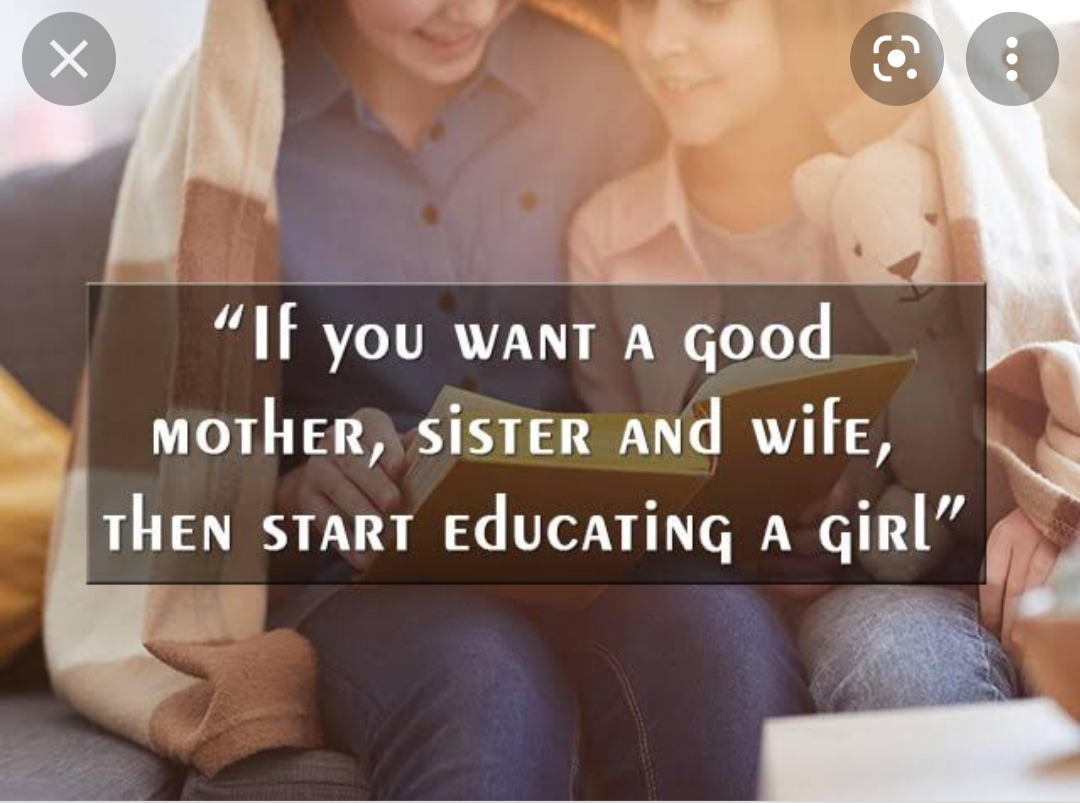 “If you want a good
mother, sister and wife,
then start educating a girl”